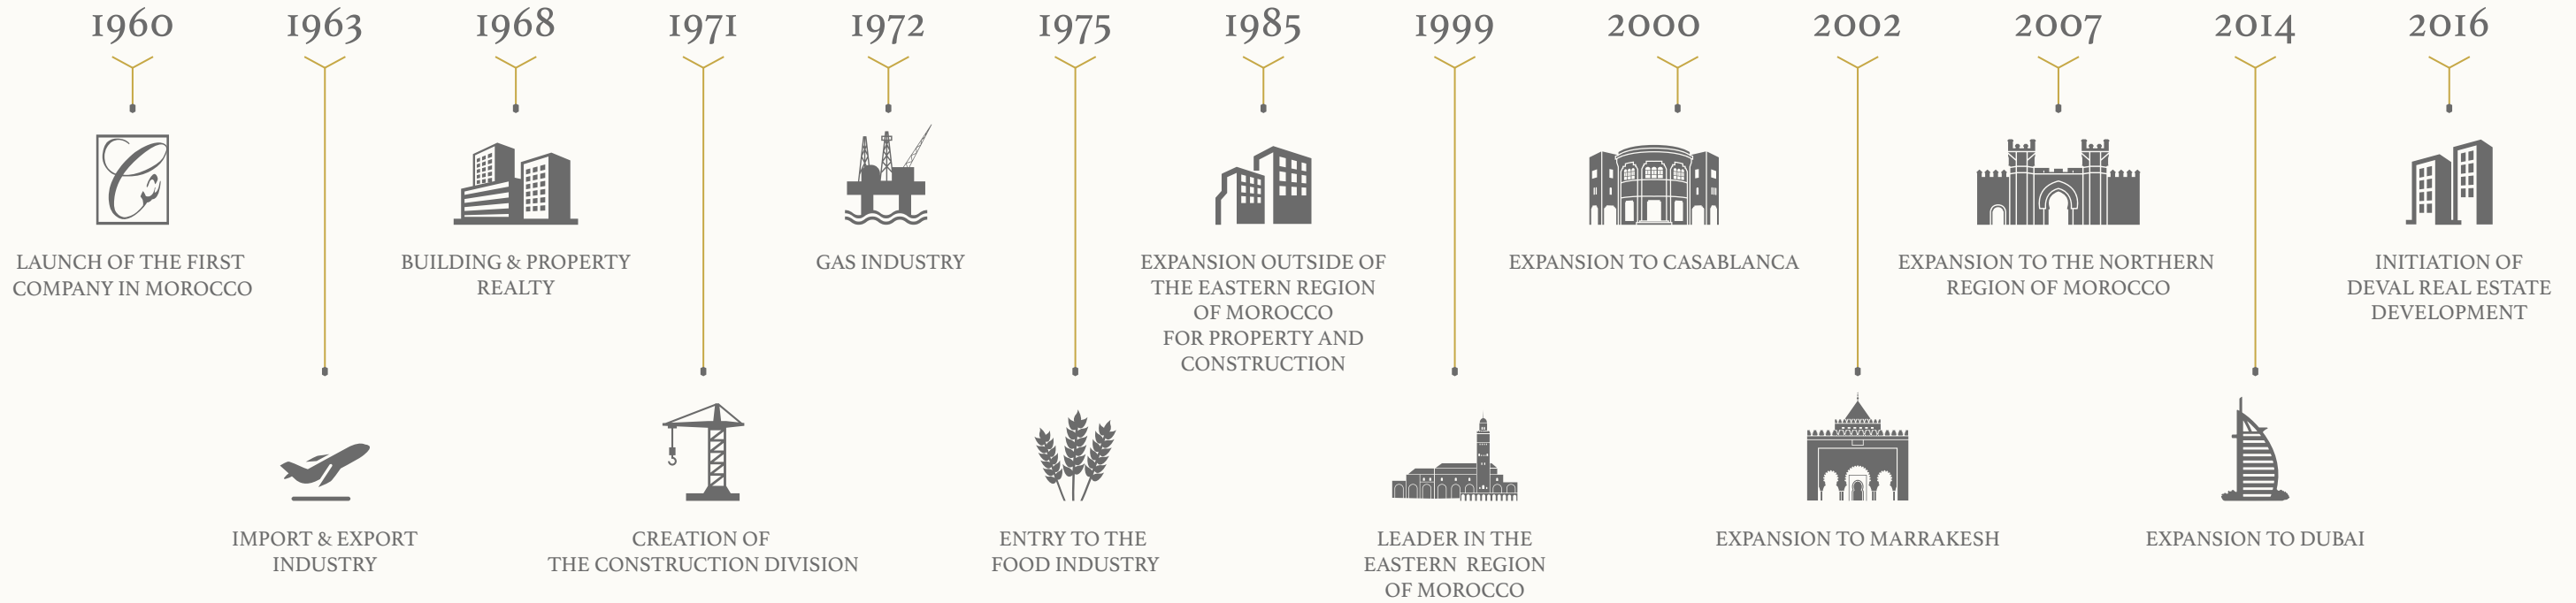 1960
LAUNCH OF THE FIRST
COMPANY IN MOROCCO
1963
IMPORT & EXPORT
INDUSTRY
1968
BUILDING & PROPERTY
REALTY
1971
CREATION OF
THE CONSTRUCTION DIVISION
1972
GAS INDUSTRY
1975
ENTRY TO THE
FOOD INDUSTRY
1985
EXPANSION OUTSIDE OF
THE EASTERN REGION
OF MOROCCO
FOR PROPERTY AND
CONSTRUCTION
1999
LEADER IN THE
EASTERN REGION
OF MOROCCO
2000
EXPANSION TO CASABLANCA
2002
EXPANSION TO MARRAKESH
2007
EXPANSION TO THE NORTHERN
REGION OF MOROCCO
2014
EXPANSION TO DUBAI
2016
INITIATION OF
DEVAL REAL ESTATE
DEVELOPMENT